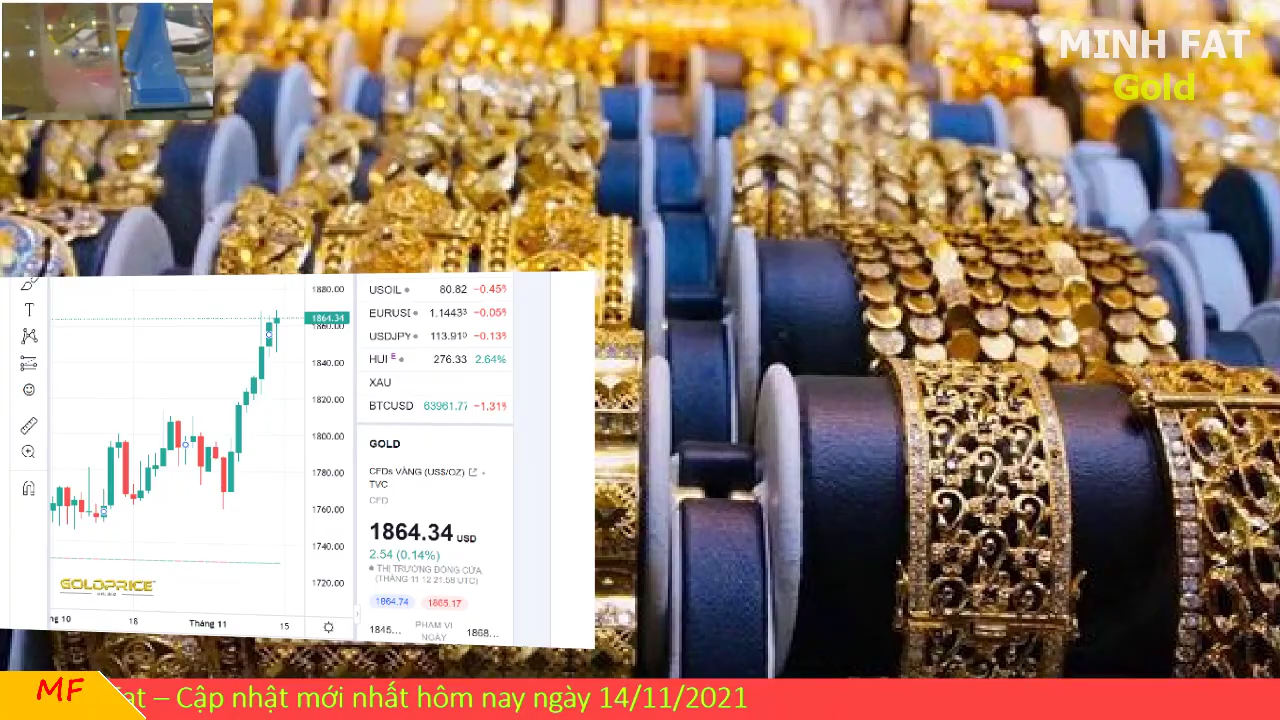 MINH FAT
Gold
1880.00
1864.34
1860.00
1840.00
1820.00
1800.00
1780.00
1760.00
1740.00
1720.00
USOIL 80.82 −0.45%
EURUSD 1.1443³ −0.05%
USDJPY 113.91⁰ −0.13%
HUI E 276.33 2.64%
XAU
BTCUSD 63961.77 −1.31%
GOLD
CFDs VÀNG (US$/OZ)
TVC
CFD
1864.34 USD
2.54 (0.14%)
THỊ TRƯỜNG ĐÓNG CỬA
(THÁNG 11 12 21:58 UTC)
1864.74 1865.17
1845... PHẠM VI NGÀY 1868...
GOLDPRICE
10 18 Tháng 11 15
MF
Fat – Cập nhật mới nhất hôm nay ngày 14/11/2021